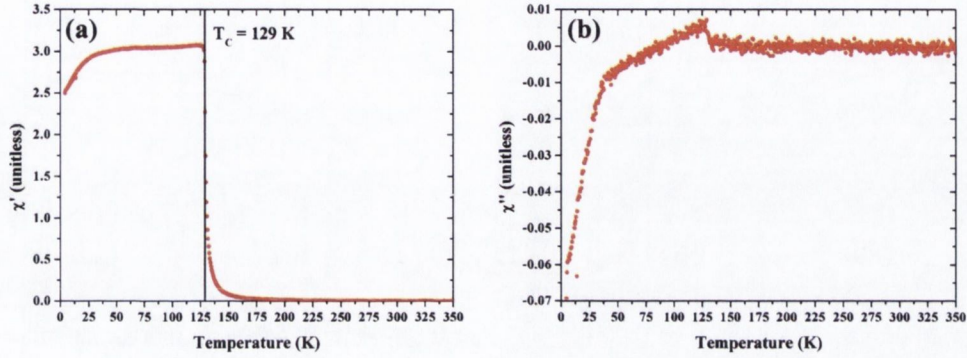 (a)
T_C = 129 K
3.5
3.0
2.5
2.0
1.5
1.0
0.5
0.0
χ' (unitless)
0 25 50 75 100 125 150 175 200 225 250 275 300 325 350
Temperature (K)
(b)
0.01
0.00
-0.01
-0.02
-0.03
-0.04
-0.05
-0.06
-0.07
χ'' (unitless)
0 25 50 75 100 125 150 175 200 225 250 275 300 325 350
Temperature (K)